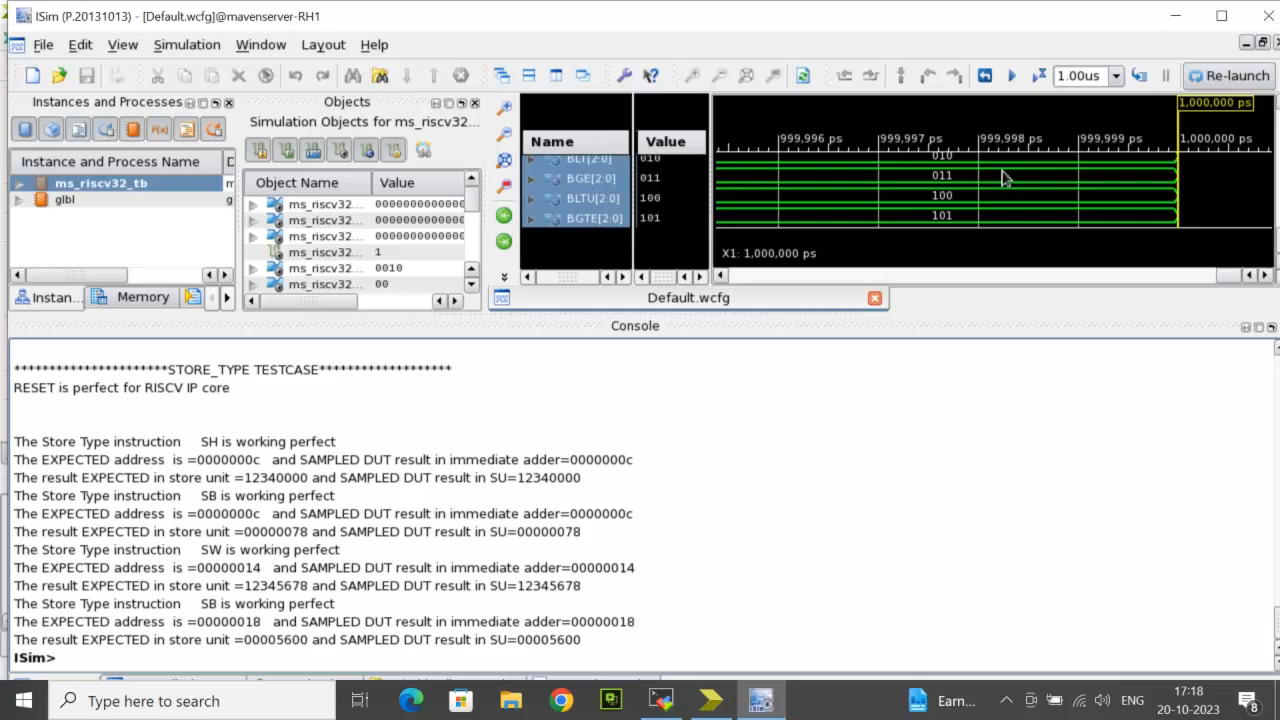 ISim (P.20131013) - [Default.wcfg]@mavenserver-RH1
File Edit View Simulation Window Layout Help
1.00us
Re-launch
Instances and Processes
Instance and Process Name
ms_riscv32_tb
glbl
Instan...
Memory
Objects
Simulation Objects for ms_riscv32...
Object Name Value
ms_riscv32... 0000000000000
ms_riscv32... 0000000000000
ms_riscv32... 0000000000000
ms_riscv32... 1
ms_riscv32... 0010
ms_riscv32... 00
Name Value
BLT[2:0] 010
BGE[2:0] 011
BLTU[2:0] 100
BGTE[2:0] 101
1,000,000 ps
999,996 ps 999,997 ps 999,998 ps 999,999 ps 1,000,000 ps
010
011
100
101
X1: 1,000,000 ps
Default.wcfg
Console
**********************STORE_TYPE TESTCASE*******************
RESET is perfect for RISCV IP core
The Store Type instruction SH is working perfect
The EXPECTED address is =0000000c and SAMPLED DUT result in immediate adder=0000000c
The result EXPECTED in store unit =12340000 and SAMPLED DUT result in SU=12340000
The Store Type instruction SB is working perfect
The EXPECTED address is =0000000c and SAMPLED DUT result in immediate adder=0000000c
The result EXPECTED in store unit =00000078 and SAMPLED DUT result in SU=00000078
The Store Type instruction SW is working perfect
The EXPECTED address is =00000014 and SAMPLED DUT result in immediate adder=00000014
The result EXPECTED in store unit =12345678 and SAMPLED DUT result in SU=12345678
The Store Type instruction SB is working perfect
The EXPECTED address is =00000018 and SAMPLED DUT result in immediate adder=00000018
The result EXPECTED in store unit =00005600 and SAMPLED DUT result in SU=00005600
ISim>
Type here to search
Earn...
ENG
17:18
20-10-2023
8